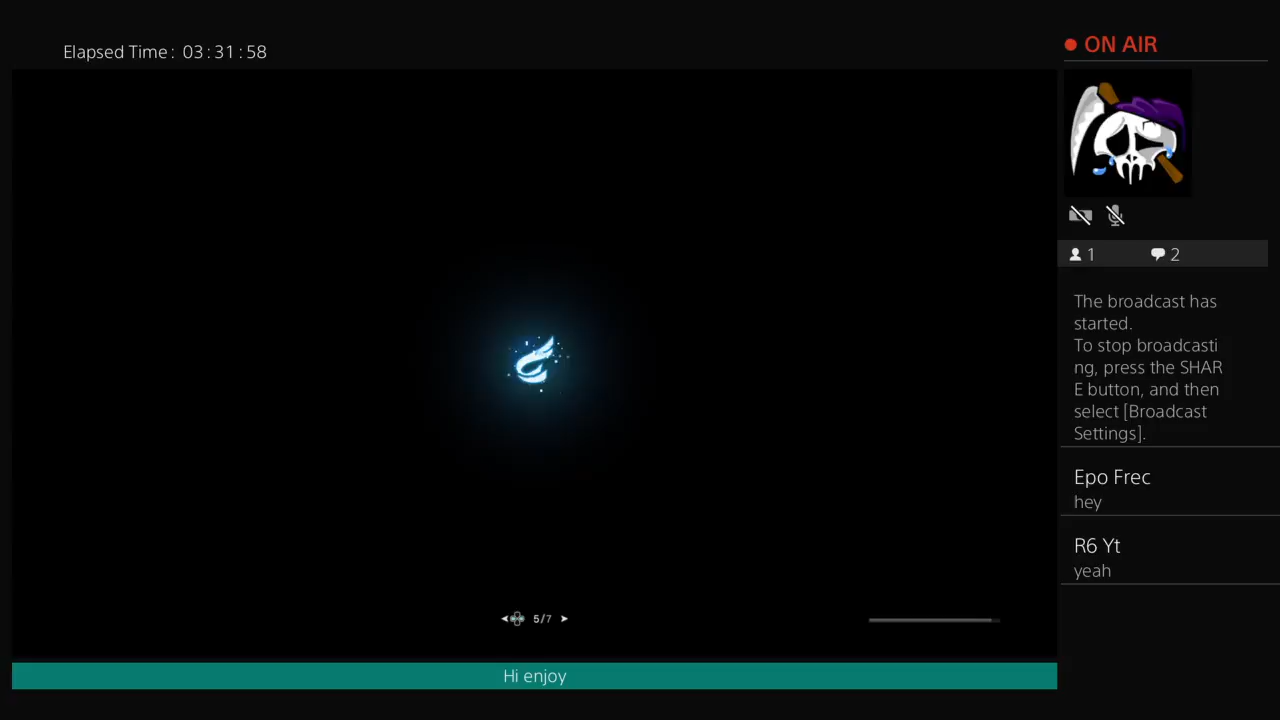 Elapsed Time: 03:31:58
ON AIR
1
2
The broadcast has
started.
To stop broadcasti
ng, press the SHAR
E button, and then
select [Broadcast
Settings].
Epo Frec
hey
R6 Yt
yeah
5/7
Hi enjoy